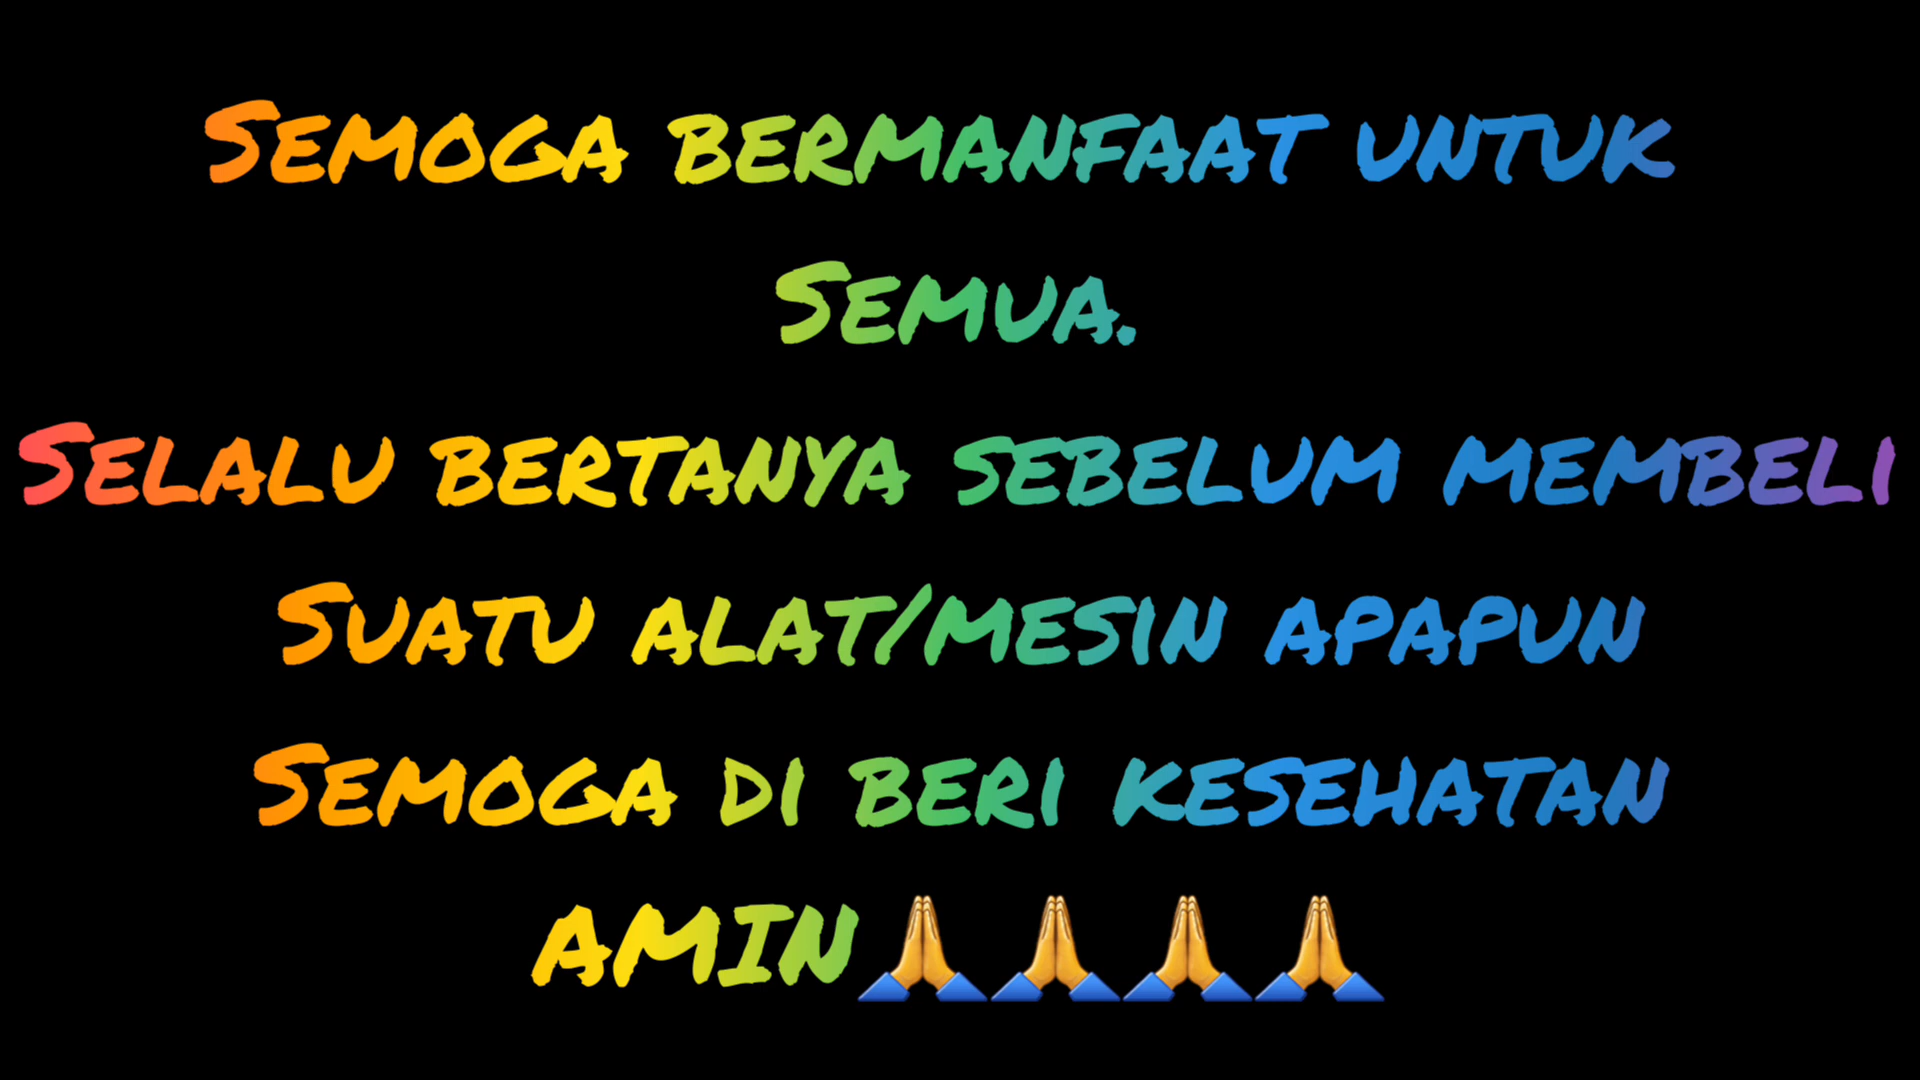 Semoga bermanfaat untuk
Semua.
Selalu bertanya sebelum membeli
Suatu alat/mesin apapun
Semoga di beri kesehatan
amin🙏🙏🙏🙏